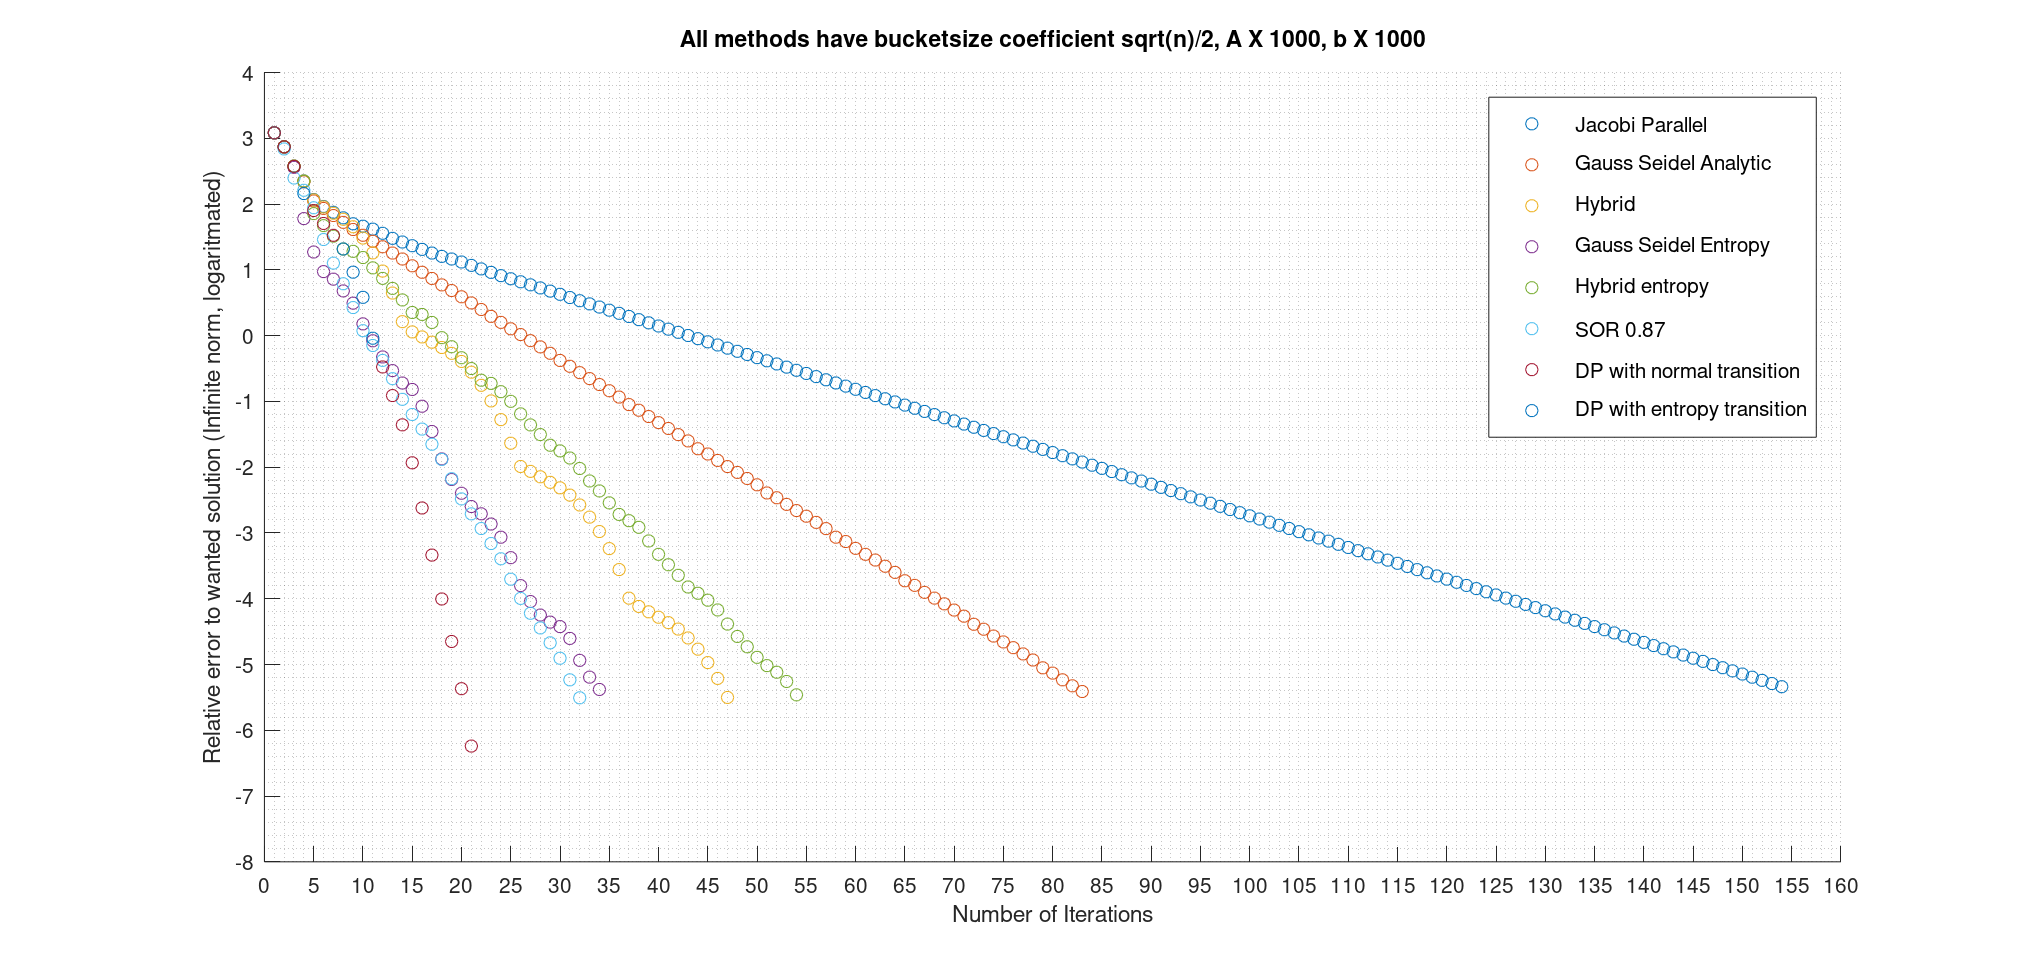 All methods have bucketsize coefficient sqrt(n)/2, A X 1000, b X 1000
4
3
2
1
0
-1
-2
-3
-4
-5
-6
-7
-8
Relative error to wanted solution (Infinite norm, logaritmated)
Jacobi Parallel
Gauss Seidel Analytic
Hybrid
Gauss Seidel Entropy
Hybrid entropy
SOR 0.87
DP with normal transition
DP with entropy transition
0 5 10 15 20 25 30 35 40 45 50 55 60 65 70 75 80 85 90 95 100 105 110 115 120 125 130 135 140 145 150 155 160
Number of Iterations